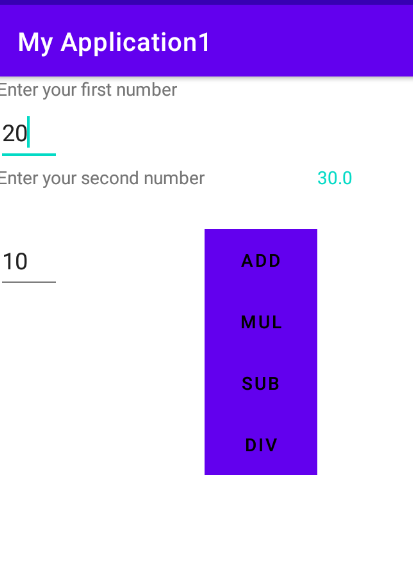 My Application1
Enter your first number
20
Enter your second number
30.0
10
ADD
MUL
SUB
DIV